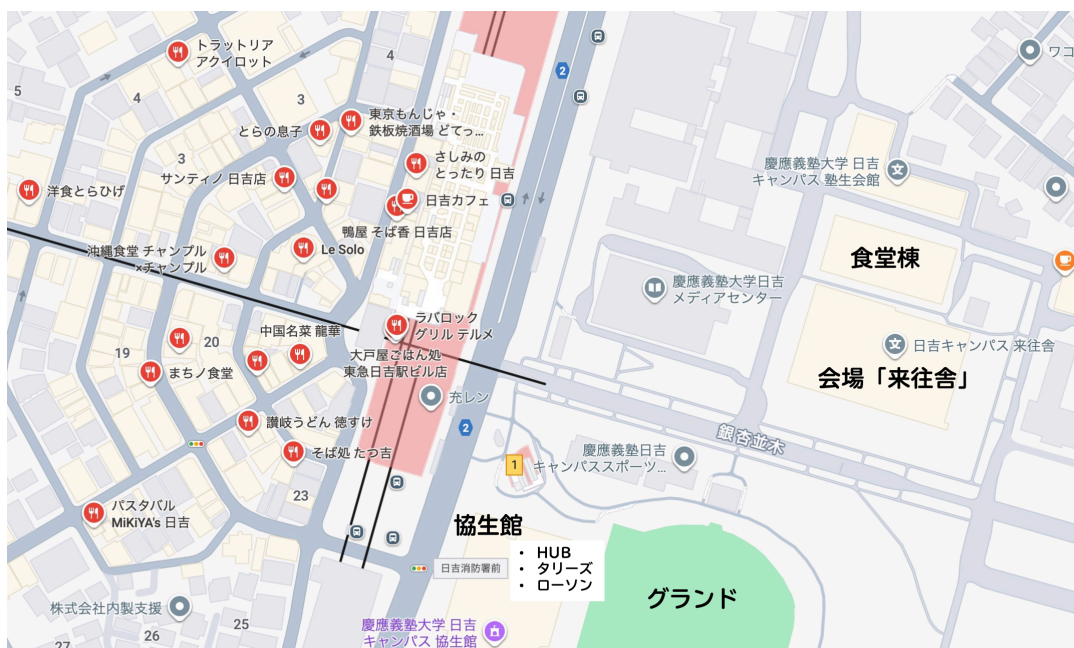 トラットリア
アクイロット
4
ワコ
2
5
4
3
東京もんじゃ・
鉄板焼酒場 どてっ...
とらの息子
3
さしみの
とったり 日吉
慶應義塾大学 日吉
キャンパス 塾生会館
サンティノ 日吉店
洋食とらひげ
日吉カフェ
鴨屋 そば香 日吉店
沖縄食堂 チャンプル
×チャンプル
Le Solo
食堂棟
慶應義塾大学日吉
メディアセンター
ラバロック
グリル テルメ
中国名菜 龍華
日吉キャンパス 来往舎
19
20
大戸屋ごはん処
東急日吉駅ビル店
まちノ食堂
会場「来往舎」
充レン
讃岐うどん 徳すけ
2
銀杏並木
そば処 たつ吉
慶應義塾日吉
キャンパススポーツ...
1
23
パスタバル
MiKiYA's 日吉
協生館
• HUB
• タリーズ
• ローソン
日吉消防署前
グランド
株式会社内製支援
25
26
27
慶應義塾大学 日吉
キャンパス 協生館